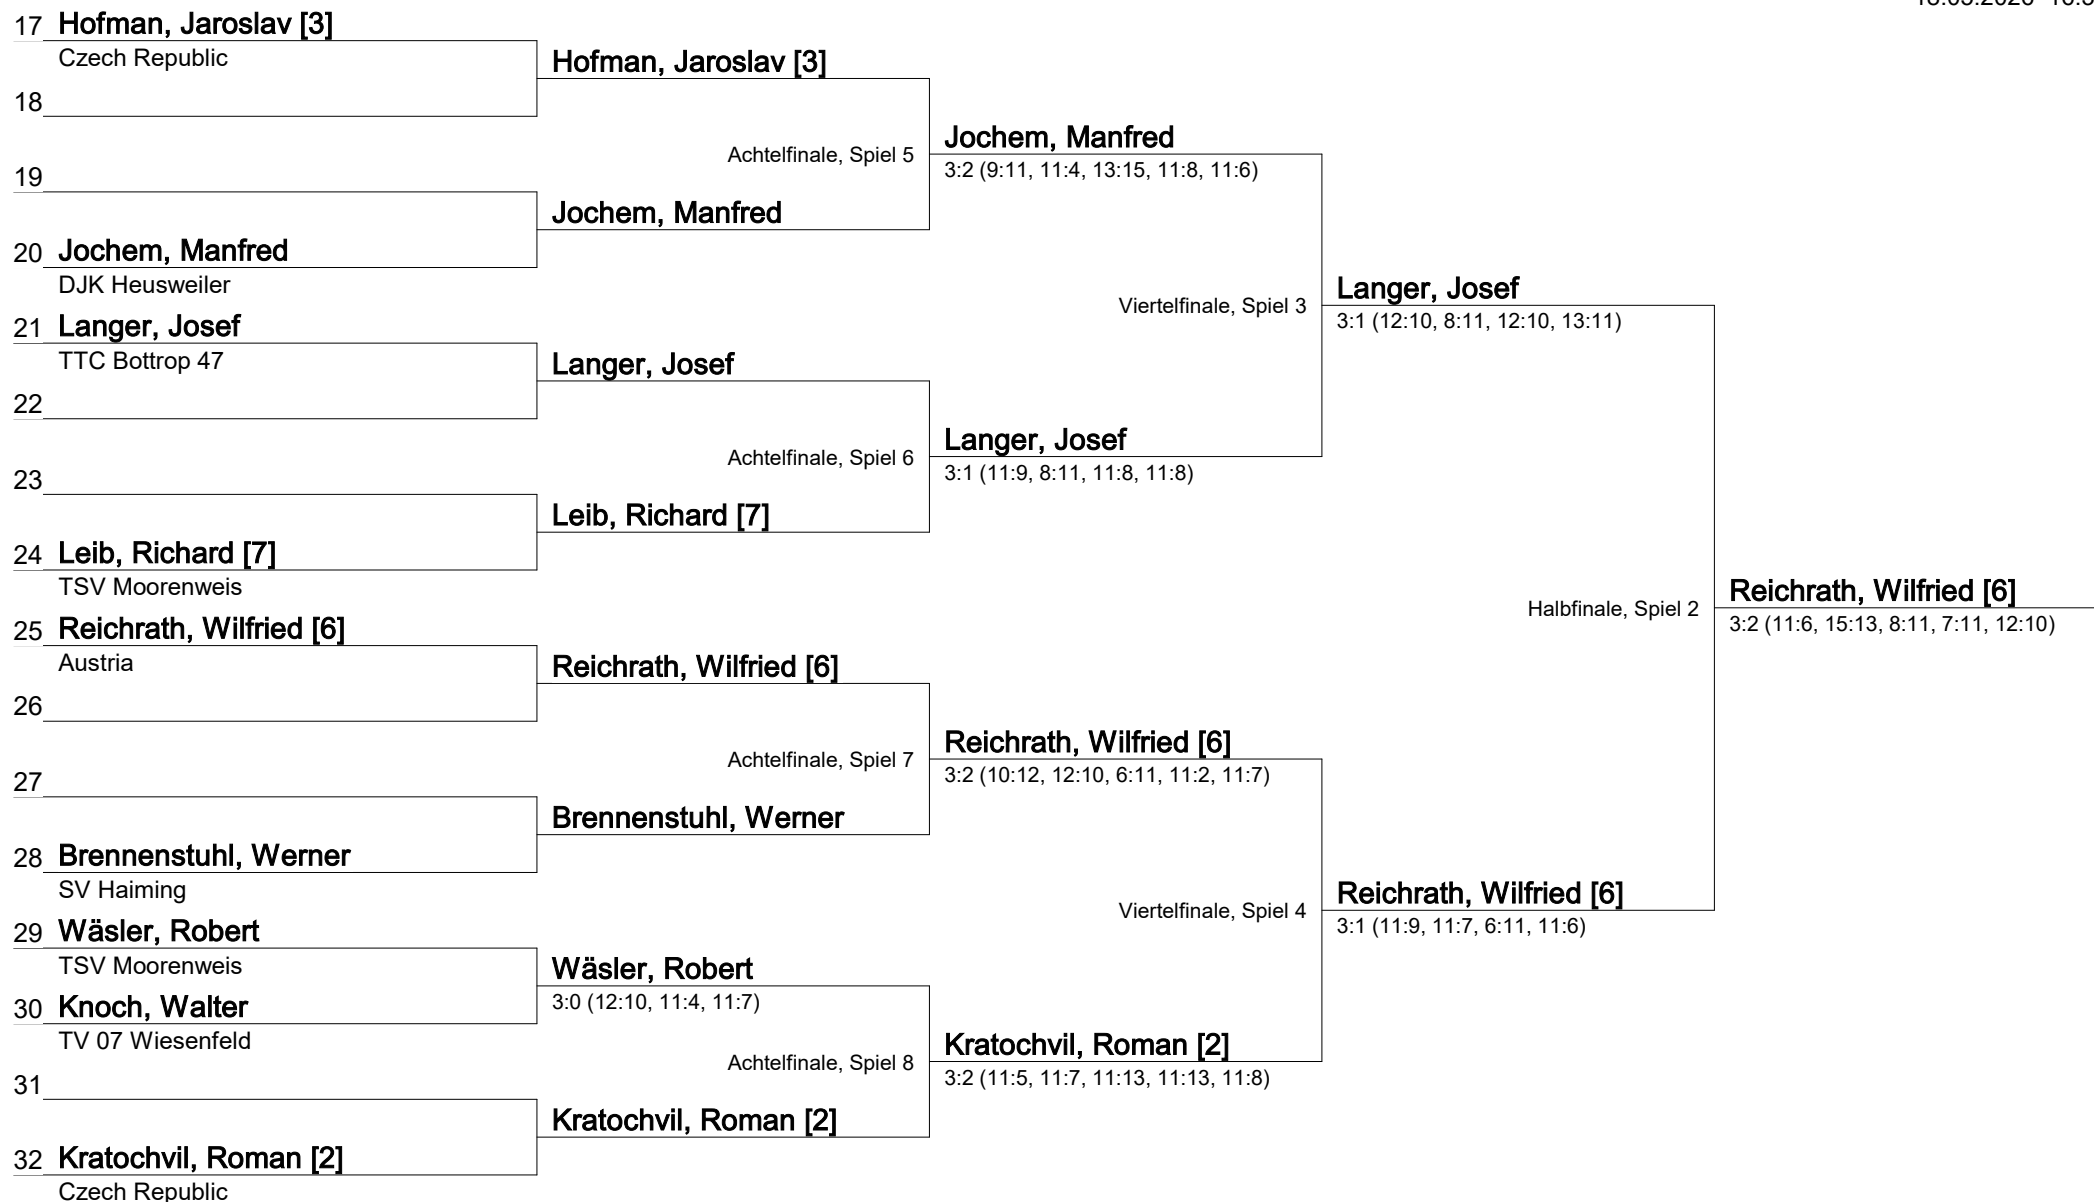 17 Hofman, Jaroslav [3]
Czech Republic
Hofman, Jaroslav [3]
18
Jochem, Manfred
Achtelfinale, Spiel 5
3:2 (9:11, 11:4, 13:15, 11:8, 11:6)
19
Jochem, Manfred
20 Jochem, Manfred
DJK Heusweiler
Langer, Josef
Viertelfinale, Spiel 3
3:1 (12:10, 8:11, 12:10, 13:11)
21 Langer, Josef
TTC Bottrop 47
Langer, Josef
22
Langer, Josef
Achtelfinale, Spiel 6
3:1 (11:9, 8:11, 11:8, 11:8)
23
Leib, Richard [7]
24 Leib, Richard [7]
TSV Moorenweis
Reichrath, Wilfried [6]
Halbfinale, Spiel 2
3:2 (11:6, 15:13, 8:11, 7:11, 12:10)
25 Reichrath, Wilfried [6]
Austria
Reichrath, Wilfried [6]
26
Reichrath, Wilfried [6]
Achtelfinale, Spiel 7
3:2 (10:12, 12:10, 6:11, 11:2, 11:7)
27
Brennenstuhl, Werner
28 Brennenstuhl, Werner
SV Haiming
Reichrath, Wilfried [6]
Viertelfinale, Spiel 4
3:1 (11:9, 11:7, 6:11, 11:6)
29 Wäsler, Robert
TSV Moorenweis
Wäsler, Robert
3:0 (12:10, 11:4, 11:7)
30 Knoch, Walter
TV 07 Wiesenfeld
Kratochvil, Roman [2]
Achtelfinale, Spiel 8
3:2 (11:5, 11:7, 11:13, 11:13, 11:8)
31
Kratochvil, Roman [2]
32 Kratochvil, Roman [2]
Czech Republic